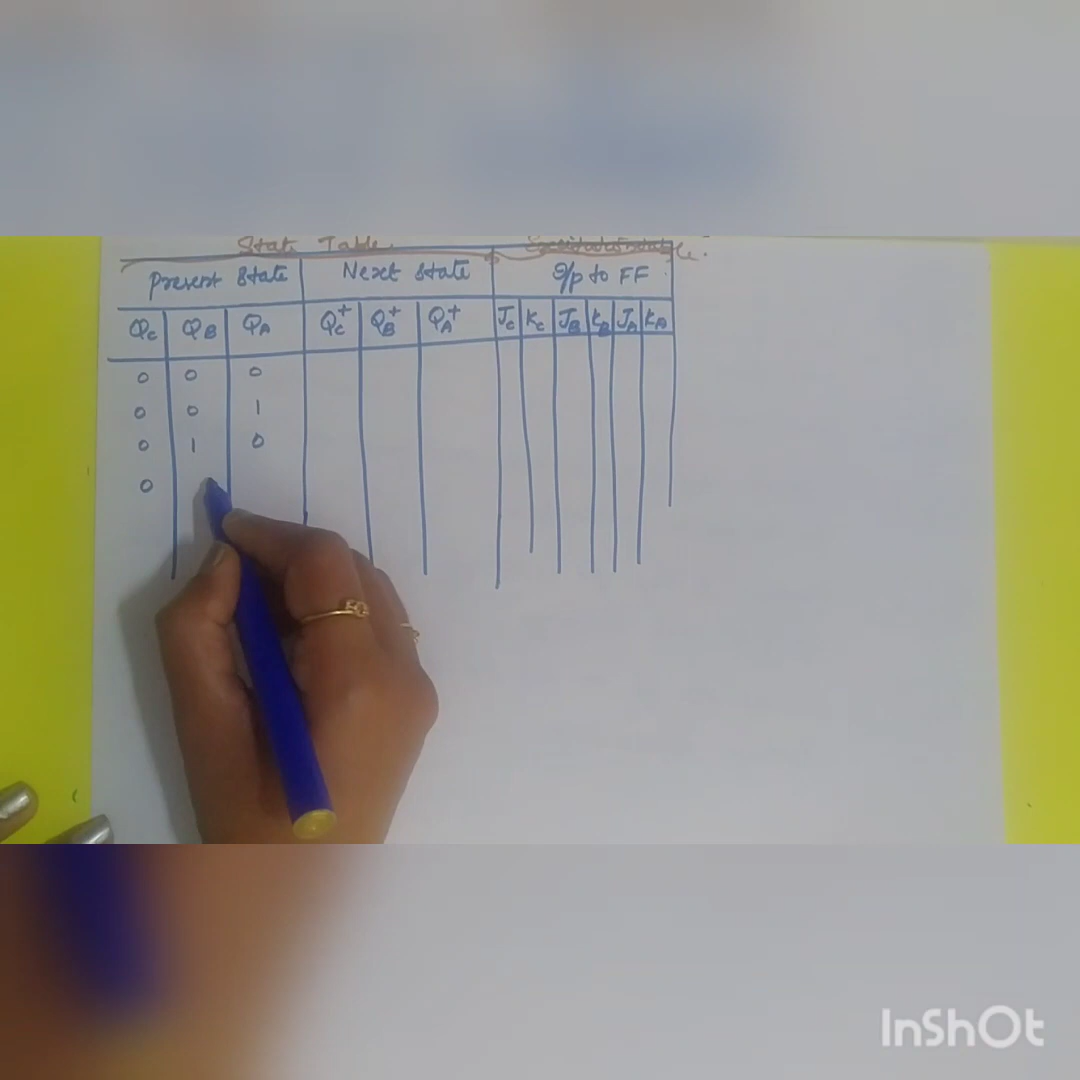 State Table
Present State Next State I/p to FF
QC QB QA QC+ QB+ QA+ JC KC JB KB JA KA
0 0 0
0 0 1
0 1 0
0
InShOt